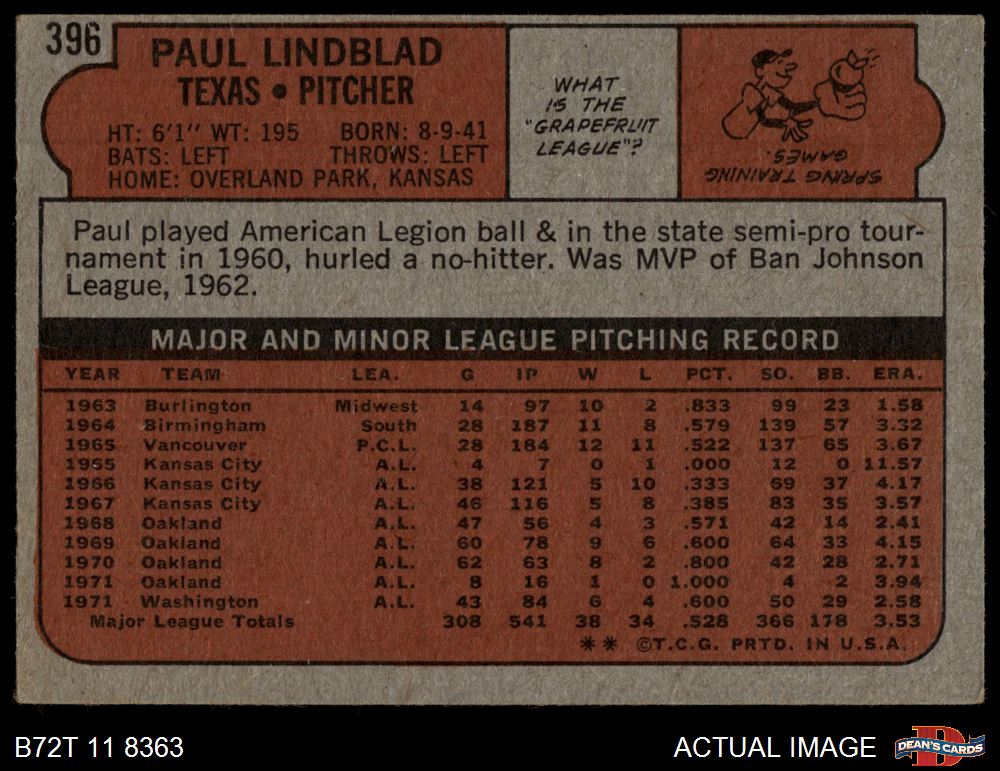 396
PAUL LINDBLAD
TEXAS • PITCHER
HT: 6'1" WT: 195 BORN: 8-9-41
BATS: LEFT THROWS: LEFT
HOME: OVERLAND PARK, KANSAS
WHAT
IS THE
"GRAPEFRUIT
LEAGUE"?
SPRING TRAINING
GAMES.
Paul played American Legion ball & in the state semi-pro tour-
nament in 1960, hurled a no-hitter. Was MVP of Ban Johnson
League, 1962.
MAJOR AND MINOR LEAGUE PITCHING RECORD
YEAR TEAM LEA. G IP W L PCT. SO. BB. ERA.
1963 Burlington Midwest 14 97 10 2 .833 99 23 1.58
1964 Birmingham South 28 187 11 8 .579 139 57 3.32
1965 Vancouver P.C.L. 28 184 12 11 .522 137 65 3.67
1965 Kansas City A.L. 4 7 0 1 .000 12 0 11.57
1966 Kansas City A.L. 38 121 5 10 .333 69 37 4.17
1967 Kansas City A.L. 46 116 5 8 .385 83 35 3.57
1968 Oakland A.L. 47 56 4 3 .571 42 14 2.41
1969 Oakland A.L. 60 78 9 6 .600 64 33 4.15
1970 Oakland A.L. 62 63 8 2 .800 42 28 2.71
1971 Oakland A.L. 8 16 1 0 1.000 4 2 3.94
1971 Washington A.L. 43 84 6 4 .600 50 29 2.58
Major League Totals 308 541 38 34 .528 366 178 3.53
** ©T.C.G. PRTD. IN U.S.A.
B72T 11 8363
ACTUAL IMAGE
DEAN'S CARDS